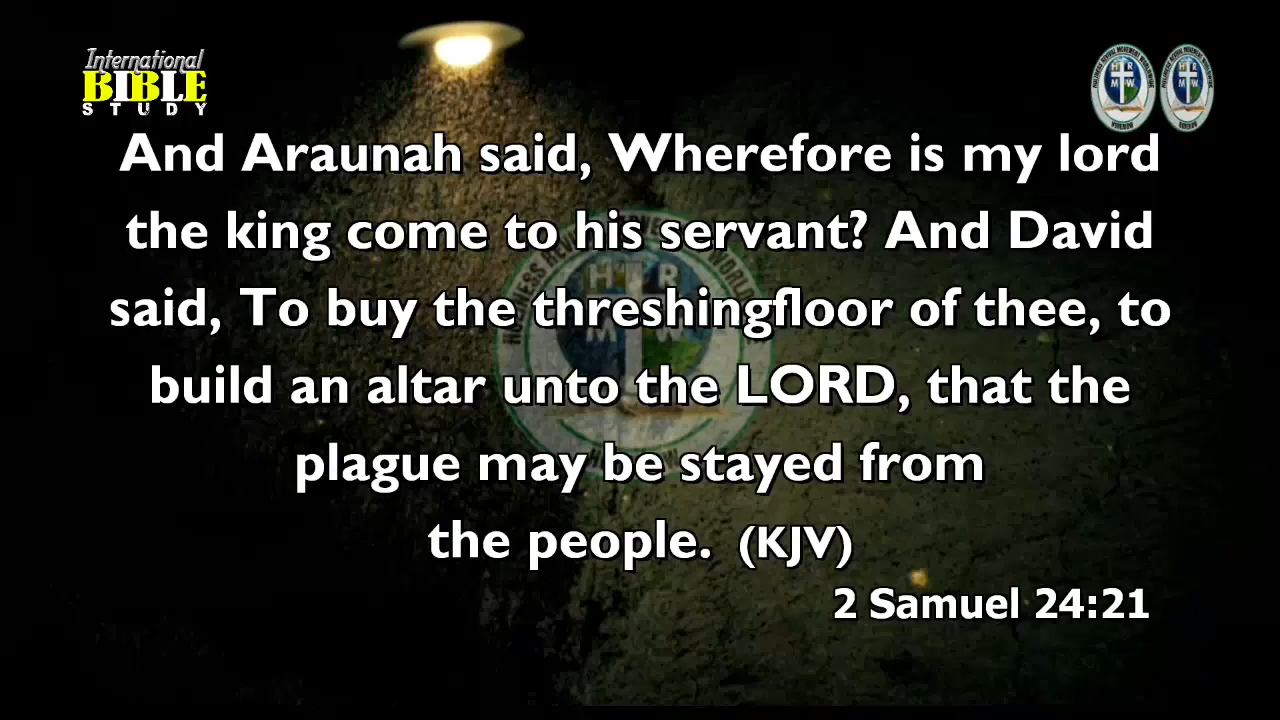 International
BIBLE
STUDY
And Araunah said, Wherefore is my lord
the king come to his servant? And David
said, To buy the threshingfloor of thee, to
build an altar unto the LORD, that the
plague may be stayed from
the people. (KJV)
2 Samuel 24:21
H R
M W
H R
M W
H R
M W